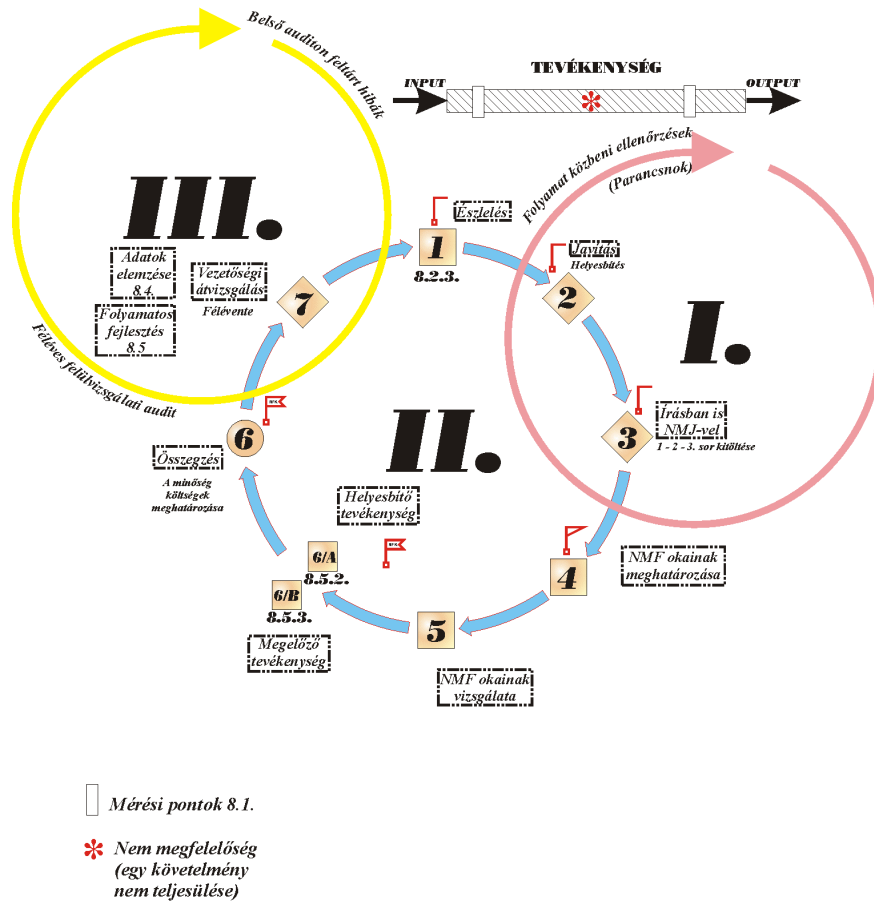 Belső auditon feltárt hibák
TEVÉKENYSÉG
INPUT
OUTPUT
Folyamat közbeni ellenőrzések
(Parancsnok)
III.
Adatok
elemzése
8.4.
Folyamatos
fejlesztés
8.5
Vezetőségi
átvizsgálás
Félévente
7
Féléves felülvizsgálati audit
Észlelés
1
8.2.3.
Javítás
Helyesbítés
2
I.
3
Írásban is
NMJ-vel
1 - 2 - 3. sor kitöltése
II.
6
Összegzés
A minőség
költségek
meghatározása
Helyesbítő
tevékenység
6/A
8.5.2.
6/B
8.5.3.
Megelőző
tevékenység
4
NMF okainak
meghatározása
5
NMF okainak
vizsgálata
Mérési pontok 8.1.
Nem megfelelőség
(egy követelmény
nem teljesülése)